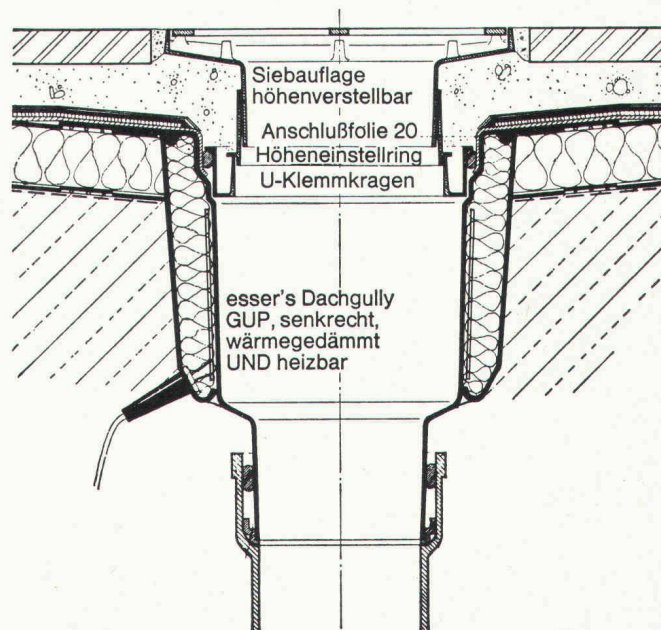 Siebauflage
höhenverstellbar
Anschlußfolie 20
Höheneinstellring
U-Klemmkragen
esser's Dachgully
GUP, senkrecht,
wärmegedämmt
UND heizbar